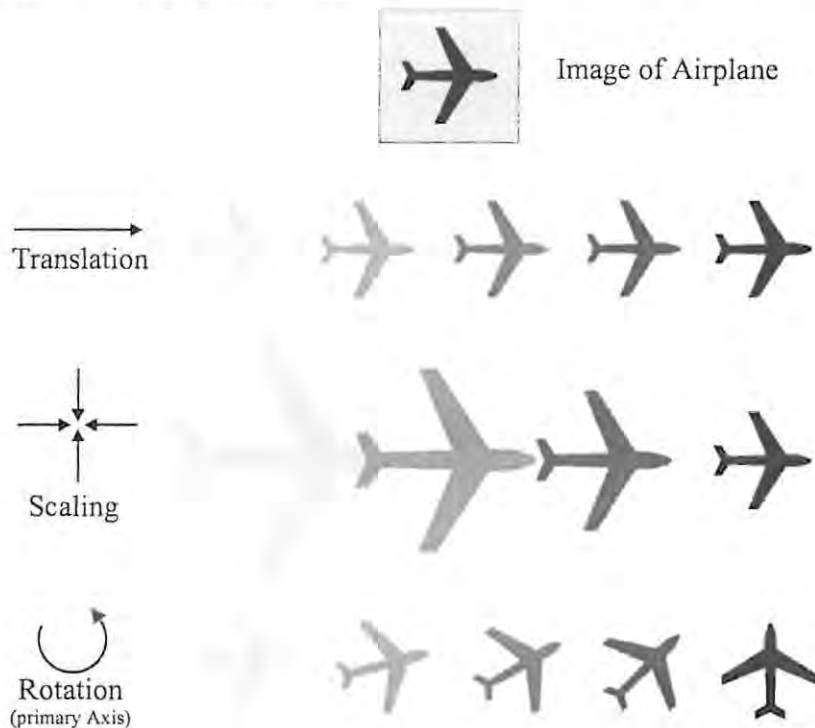 Image of Airplane
Translation
Scaling
Rotation
(primary Axis)